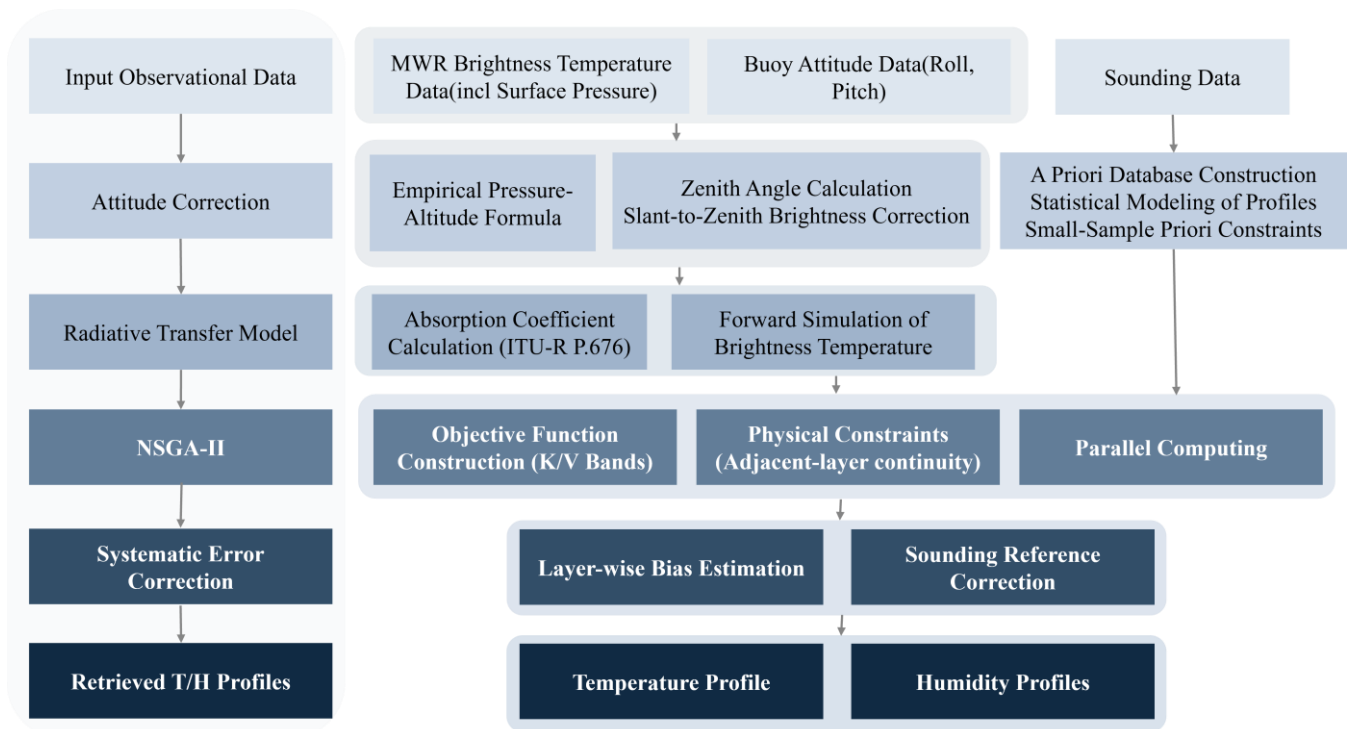 Input Observational Data
MWR Brightness Temperature
Data(incl Surface Pressure)
Buoy Attitude Data(Roll,
Pitch)
Sounding Data
Attitude Correction
Empirical Pressure-
Altitude Formula
Zenith Angle Calculation
Slant-to-Zenith Brightness Correction
A Priori Database Construction
Statistical Modeling of Profiles
Small-Sample Priori Constraints
Radiative Transfer Model
Absorption Coefficient
Calculation (ITU-R P.676)
Forward Simulation of
Brightness Temperature
NSGA-II
Objective Function
Construction (K/V Bands)
Physical Constraints
(Adjacent-layer continuity)
Parallel Computing
Systematic Error
Correction
Layer-wise Bias Estimation
Sounding Reference
Correction
Retrieved T/H Profiles
Temperature Profile
Humidity Profiles